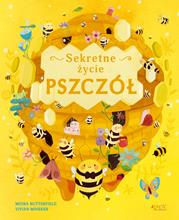 Sekretne
życie
PSZCZÓŁ
MOIRA BUTTERFIELD
VIVIAN MINEKER